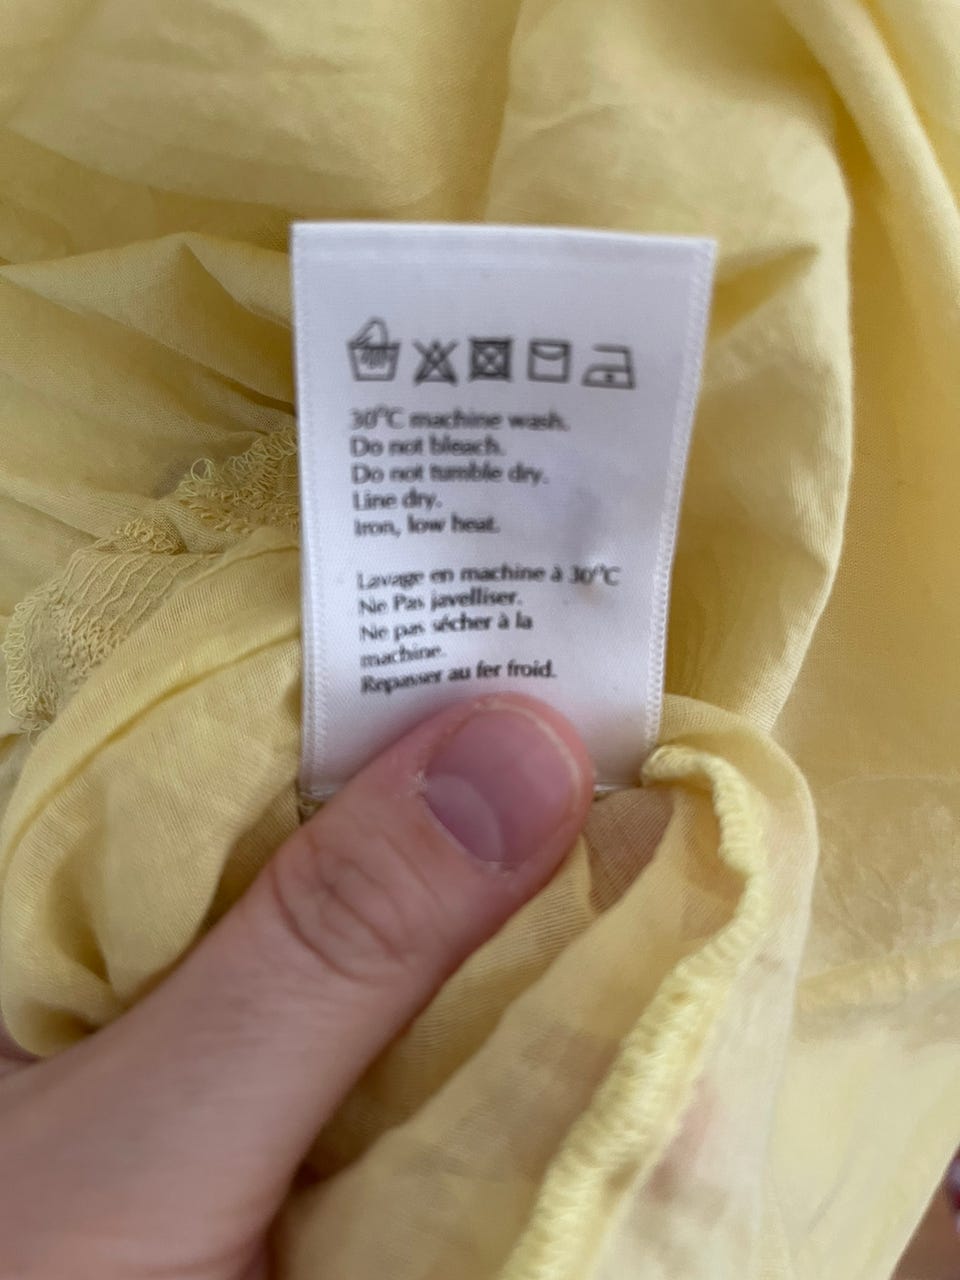 30°C machine wash.
Do not bleach.
Do not tumble dry.
Line dry.
Iron, low heat.
Lavage en machine à 30°C
Ne Pas javelliser.
Ne pas sécher à la
machine.
Repasser au fer froid.